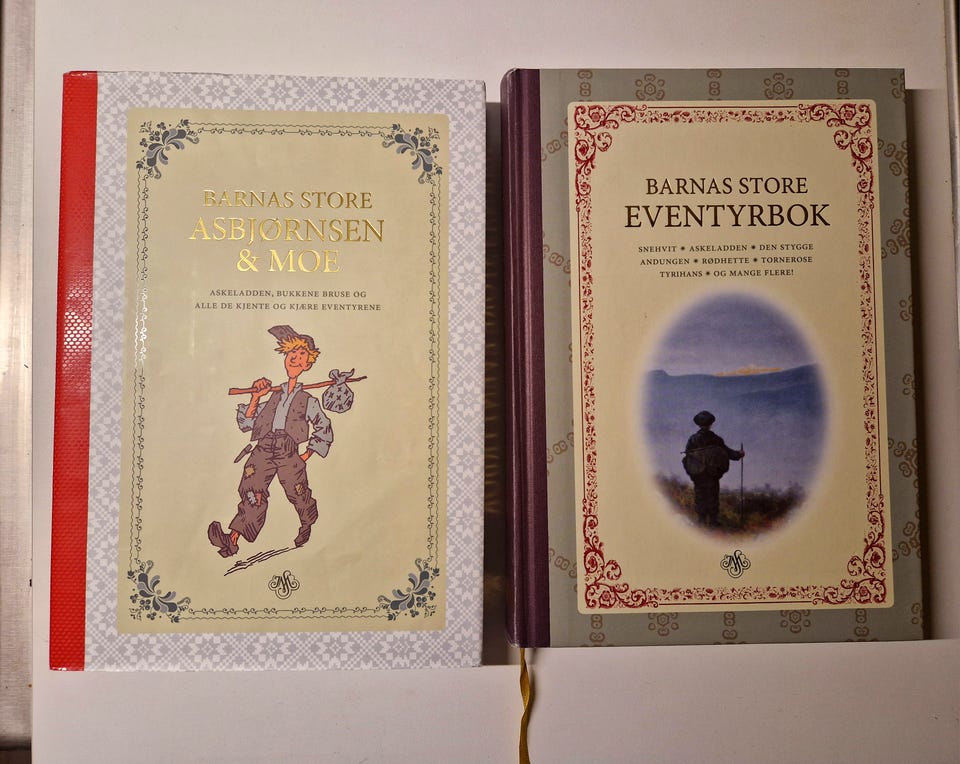 BARNAS STORE
ASBJØRNSEN
& MOE
ASKELADDEN, BUKKENE BRUSE OG
ALLE DE KJENTE OG KJÆRE EVENTYRENE
BARNAS STORE
EVENTYRBOK
SNEHVIT * ASKELADDEN * DEN STYGGE
ANDUNGEN * RØDHETTE * TORNEROSE
TYRIHANS * OG MANGE FLERE!